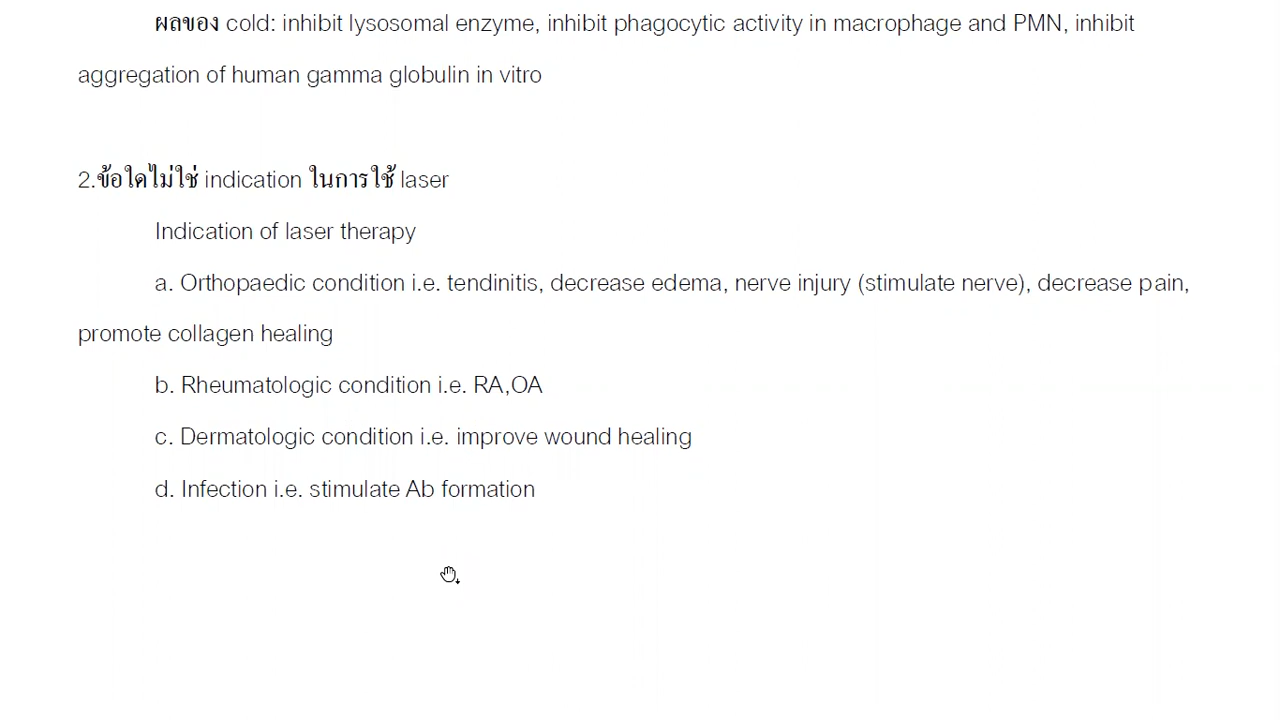 ผลของ cold: inhibit lysosomal enzyme, inhibit phagocytic activity in macrophage and PMN, inhibit
aggregation of human gamma globulin in vitro
2.ข้อใดไม่ใช่ indication ในการใช้ laser
Indication of laser therapy
a. Orthopaedic condition i.e. tendinitis, decrease edema, nerve injury (stimulate nerve), decrease pain,
promote collagen healing
b. Rheumatologic condition i.e. RA,OA
c. Dermatologic condition i.e. improve wound healing
d. Infection i.e. stimulate Ab formation